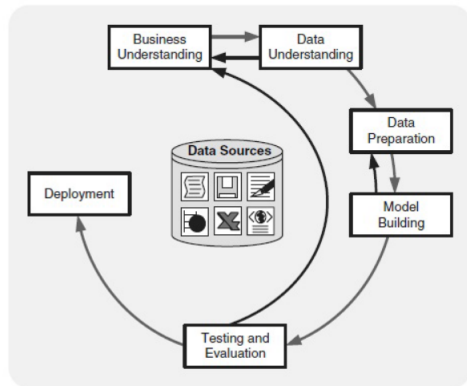 Business
Understanding
Data
Understanding
Data
Preparation
Data Sources
Deployment
Model
Building
Testing and
Evaluation